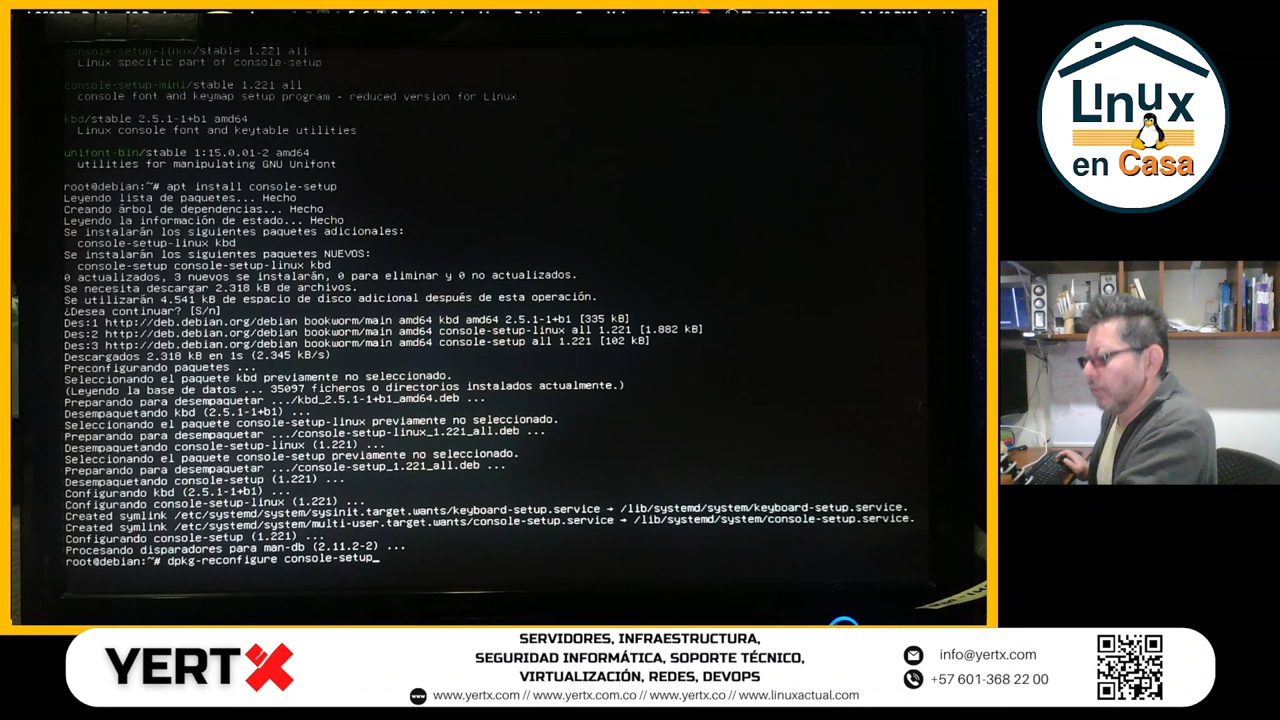 console-setup-linux/stable 1.221 all
Linux specific part of console-setup
console-setup-mini/stable 1.221 all
console font and keymap setup program - reduced version for Linux
kbd/stable 2.5.1-1+b1 amd64
Linux console font and keytable utilities
unifont-bin/stable 1:15.0.01-2 amd64
utilities for manipulating GNU Unifont
root@debian:~# apt install console-setup
Leyendo lista de paquetes... Hecho
Creando árbol de dependencias... Hecho
Leyendo la información de estado... Hecho
Se instalarán los siguientes paquetes adicionales:
console-setup-linux kbd
Se instalarán los siguientes paquetes NUEVOS:
console-setup console-setup-linux kbd
0 actualizados, 3 nuevos se instalarán, 0 para eliminar y 0 no actualizados.
Se necesita descargar 2.318 kB de archivos.
Se utilizarán 4.541 kB de espacio de disco adicional después de esta operación.
¿Desea continuar? [S/n]
Des:1 http://deb.debian.org/debian bookworm/main amd64 kbd amd64 2.5.1-1+b1 [335 kB]
Des:2 http://deb.debian.org/debian bookworm/main amd64 console-setup-linux all 1.221 [1.882 kB]
Des:3 http://deb.debian.org/debian bookworm/main amd64 console-setup all 1.221 [102 kB]
Descargados 2.318 kB en 1s (2.345 kB/s)
Preconfigurando paquetes ...
Seleccionando el paquete kbd previamente no seleccionado.
(Leyendo la base de datos ... 35097 ficheros o directorios instalados actualmente.)
Preparando para desempaquetar .../kbd_2.5.1-1+b1_amd64.deb ...
Desempaquetando kbd (2.5.1-1+b1) ...
Seleccionando el paquete console-setup-linux previamente no seleccionado.
Preparando para desempaquetar .../console-setup-linux_1.221_all.deb ...
Desempaquetando console-setup-linux (1.221) ...
Seleccionando el paquete console-setup previamente no seleccionado.
Preparando para desempaquetar .../console-setup_1.221_all.deb ...
Desempaquetando console-setup (1.221) ...
Configurando kbd (2.5.1-1+b1) ...
Configurando console-setup-linux (1.221) ...
Created symlink /etc/systemd/system/sysinit.target.wants/keyboard-setup.service → /lib/systemd/system/keyboard-setup.service.
Created symlink /etc/systemd/system/multi-user.target.wants/console-setup.service → /lib/systemd/system/console-setup.service.
Configurando console-setup (1.221) ...
Procesando disparadores para man-db (2.11.2-2) ...
root@debian:~# dpkg-reconfigure console-setup_
LInux
en Casa
YERTX
SERVIDORES, INFRAESTRUCTURA,
SEGURIDAD INFORMÁTICA, SOPORTE TÉCNICO,
VIRTUALIZACIÓN, REDES, DEVOPS
www.yertx.com // www.yertx.com.co // www.yertx.co // www.linuxactual.com
info@yertx.com
+57 601-368 22 00